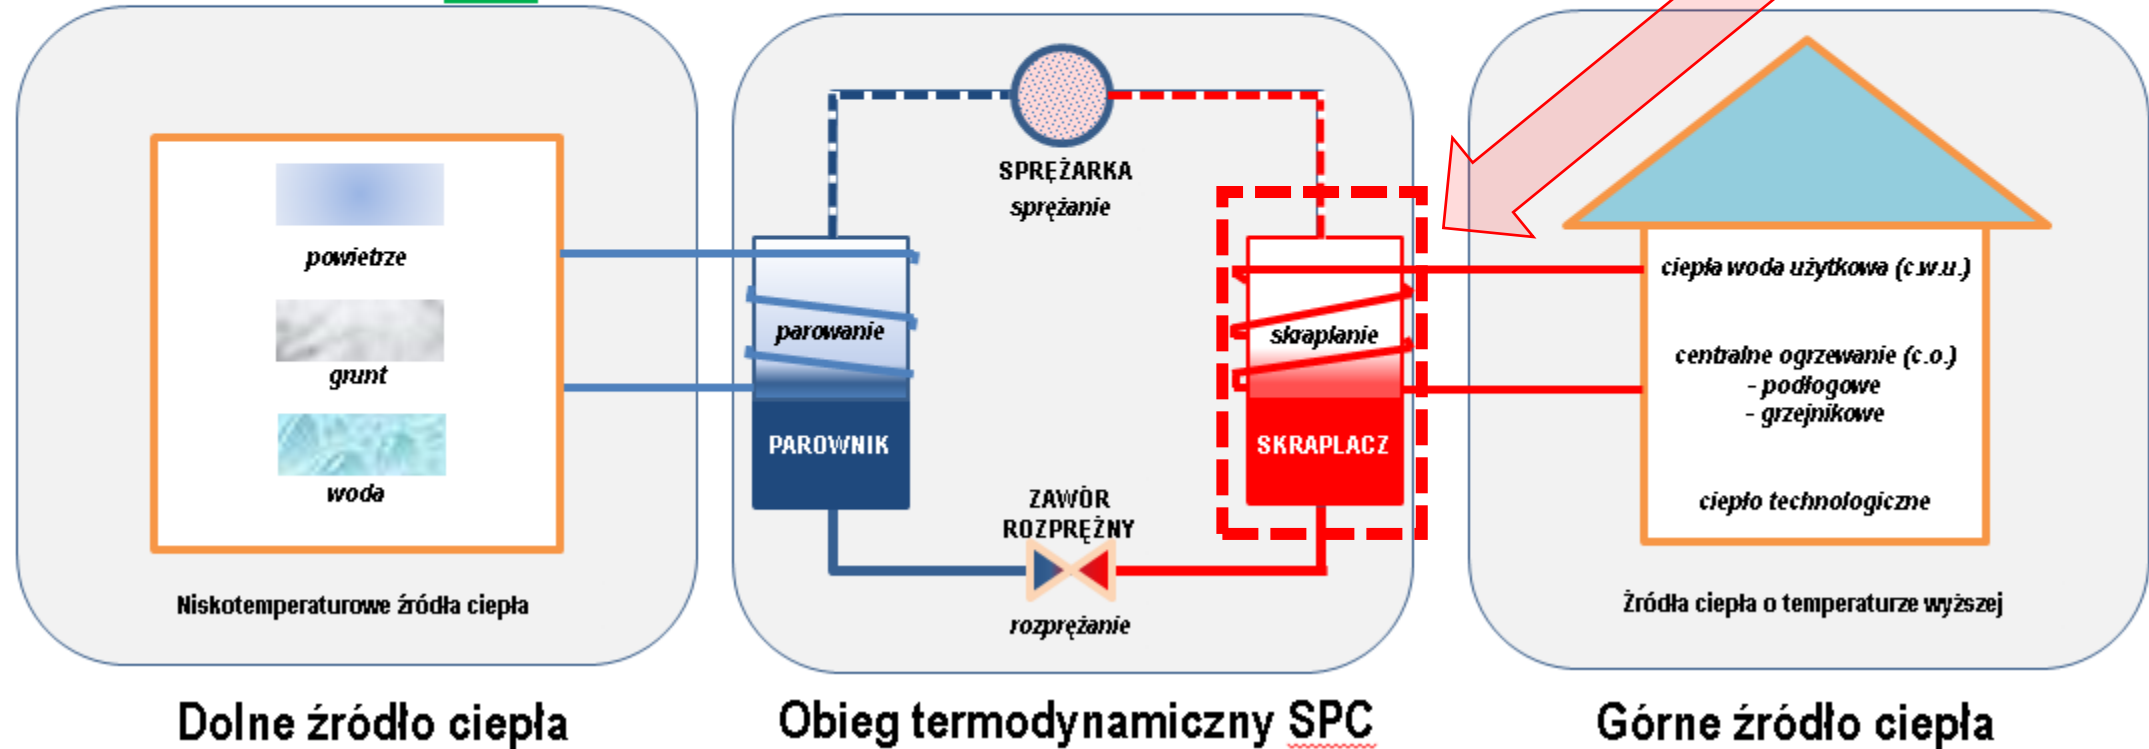 powietrze
grunt
woda
Niskotemperaturowe źródła ciepła
Dolne źródło ciepła
SPRĘŻARKA
sprężanie
parowanie
PAROWNIK
skraplanie
SKRAPLACZ
ZAWÓR
ROZPRĘŻNY
rozprężanie
Obieg termodynamiczny SPC
ciepła woda użytkowa (c.w.u.)
centralne ogrzewanie (c.o.)
- podłogowe
- grzejnikowe
ciepło technologiczne
Źródła ciepła o temperaturze wyższej
Górne źródło ciepła